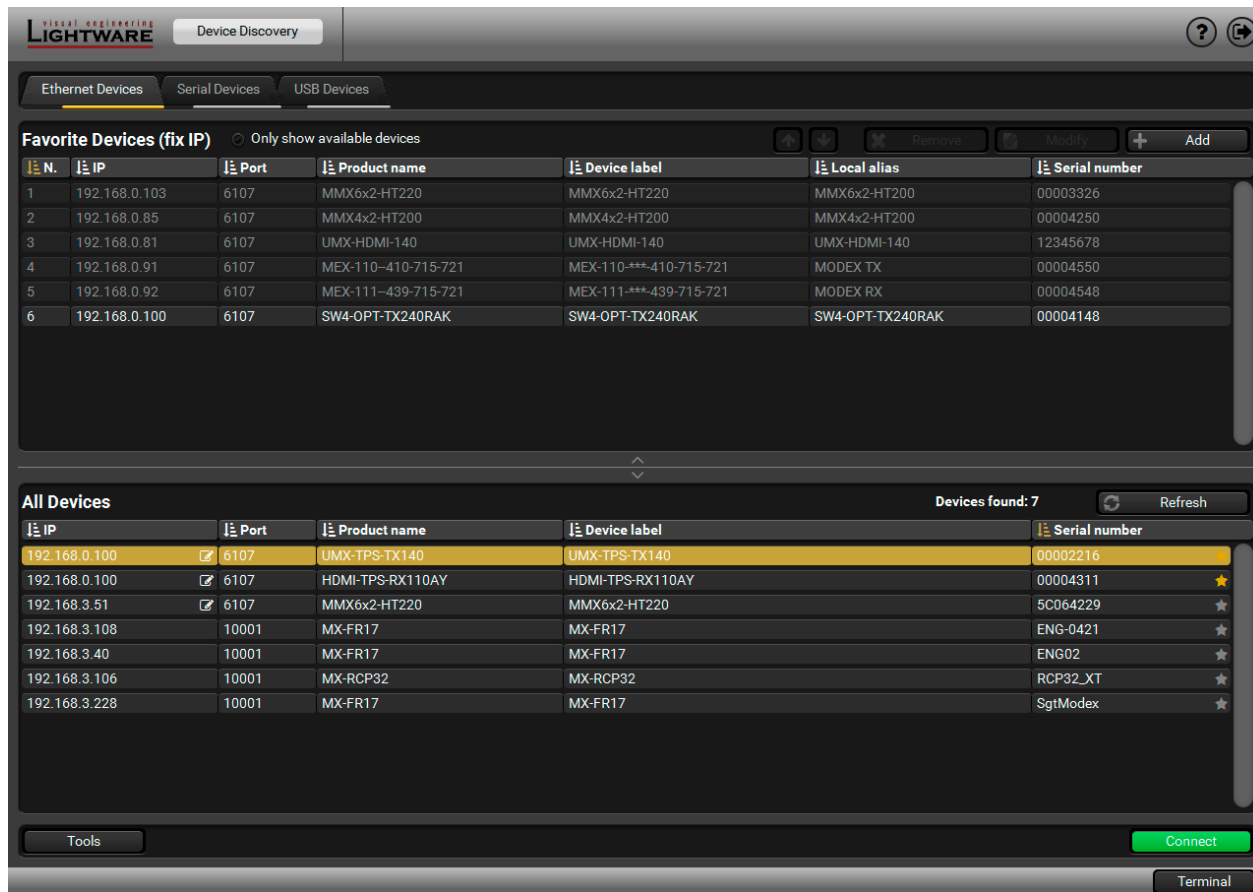 visual engineering
LIGHTWARE Device Discovery ?
Ethernet Devices Serial Devices USB Devices
Favorite Devices (fix IP) Only show available devices Remove Modify Add
N. IP Port Product name Device label Local alias Serial number
1 192.168.0.103 6107 MMX6x2-HT220 MMX6x2-HT220 MMX6x2-HT200 00003326
2 192.168.0.85 6107 MMX4x2-HT200 MMX4x2-HT200 MMX4x2-HT200 00004250
3 192.168.0.81 6107 UMX-HDMI-140 UMX-HDMI-140 UMX-HDMI-140 12345678
4 192.168.0.91 6107 MEX-110--410-715-721 MEX-110-***-410-715-721 MODEX TX 00004550
5 192.168.0.92 6107 MEX-111--439-715-721 MEX-111-***-439-715-721 MODEX RX 00004548
6 192.168.0.100 6107 SW4-OPT-TX240RAK SW4-OPT-TX240RAK SW4-OPT-TX240RAK 00004148
All Devices Devices found: 7 Refresh
IP Port Product name Device label Serial number
192.168.0.100 6107 UMX-TPS-TX140 UMX-TPS-TX140 00002216
192.168.0.100 6107 HDMI-TPS-RX110AY HDMI-TPS-RX110AY 00004311
192.168.3.51 6107 MMX6x2-HT220 MMX6x2-HT220 5C064229
192.168.3.108 10001 MX-FR17 MX-FR17 ENG-0421
192.168.3.40 10001 MX-FR17 MX-FR17 ENG02
192.168.3.106 10001 MX-RCP32 MX-RCP32 RCP32_XT
192.168.3.228 10001 MX-FR17 MX-FR17 SgtModex
Tools Connect
Terminal